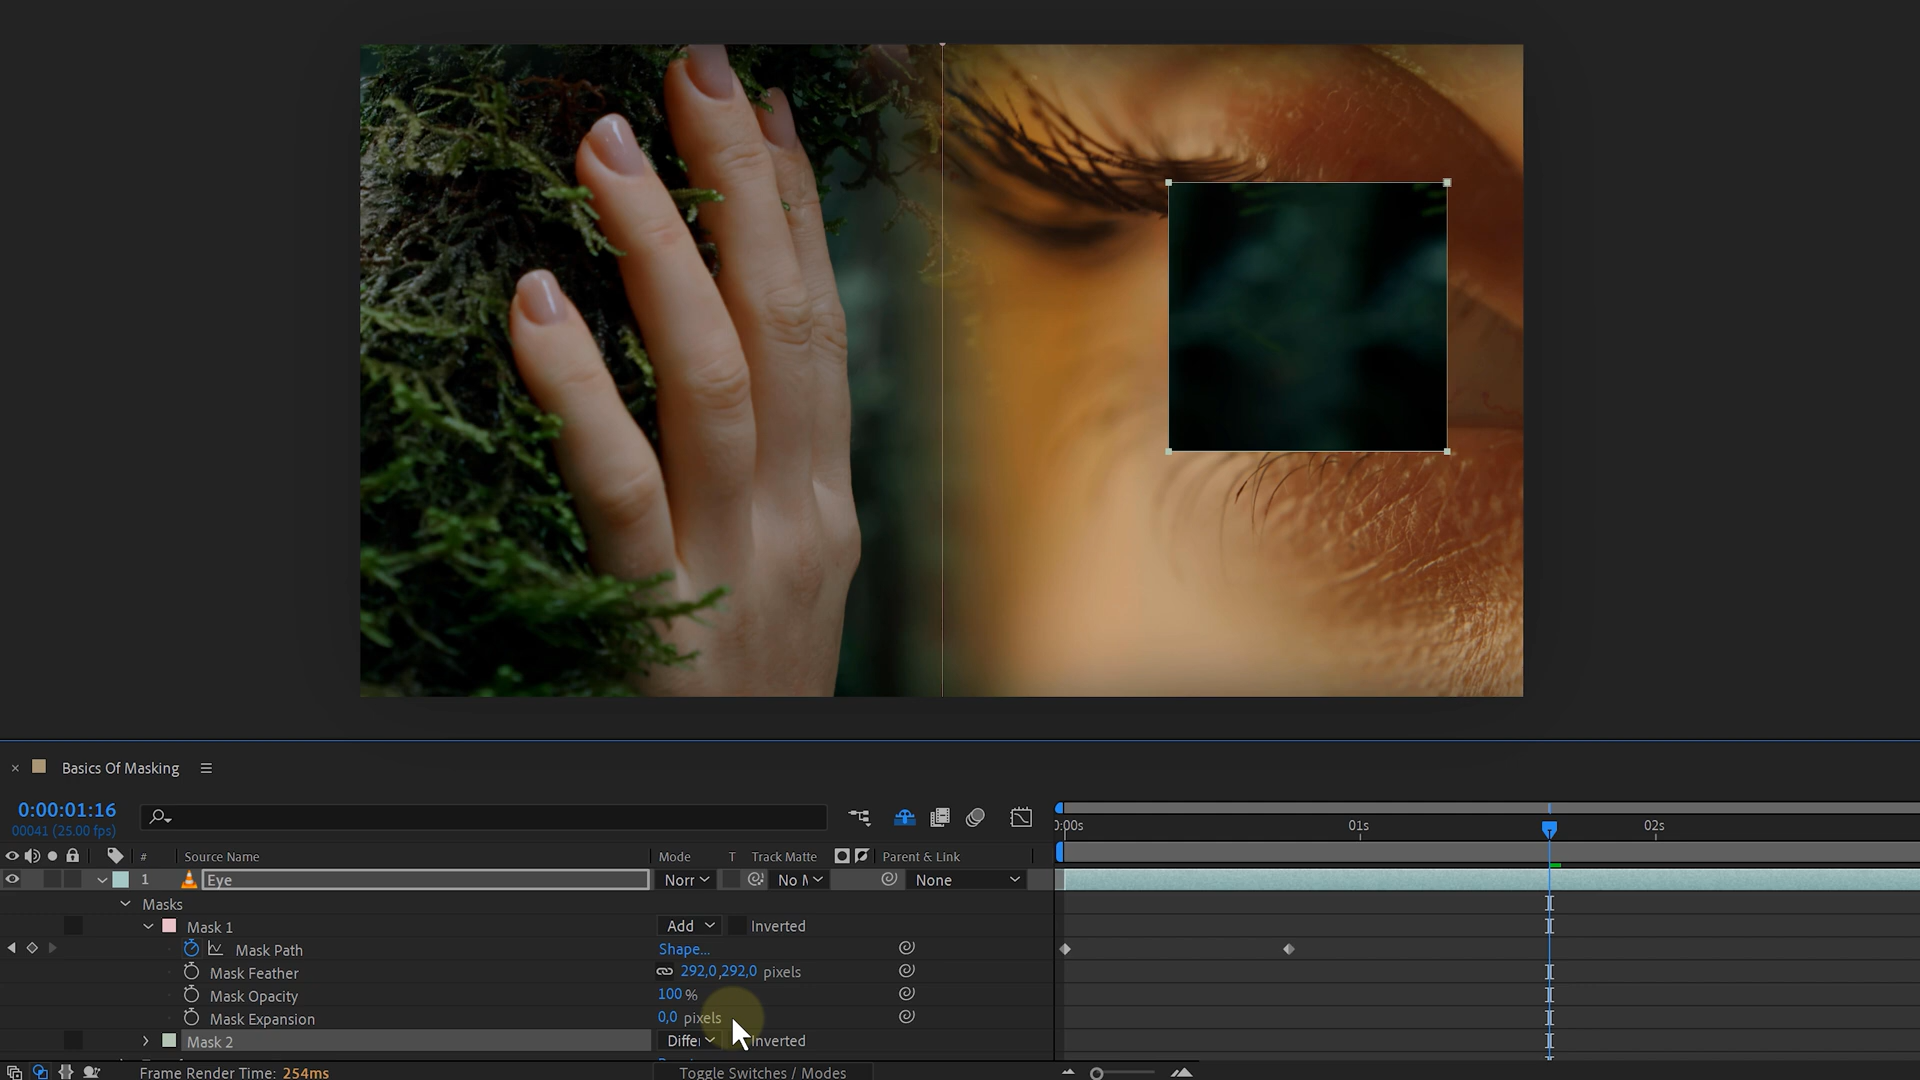 Basics Of Masking
0:00:01:16
00041 (25.00 fps)
0:00s 01s 02s
# Source Name Mode T Track Matte Parent & Link
1 Eye Norr No M None
Masks
Mask 1 Add Inverted
Mask Path Shape...
Mask Feather 292,0,292,0 pixels
Mask Opacity 100 %
Mask Expansion 0,0 pixels
Mask 2 Differ Inverted
Frame Render Time: 254ms Toggle Switches / Modes